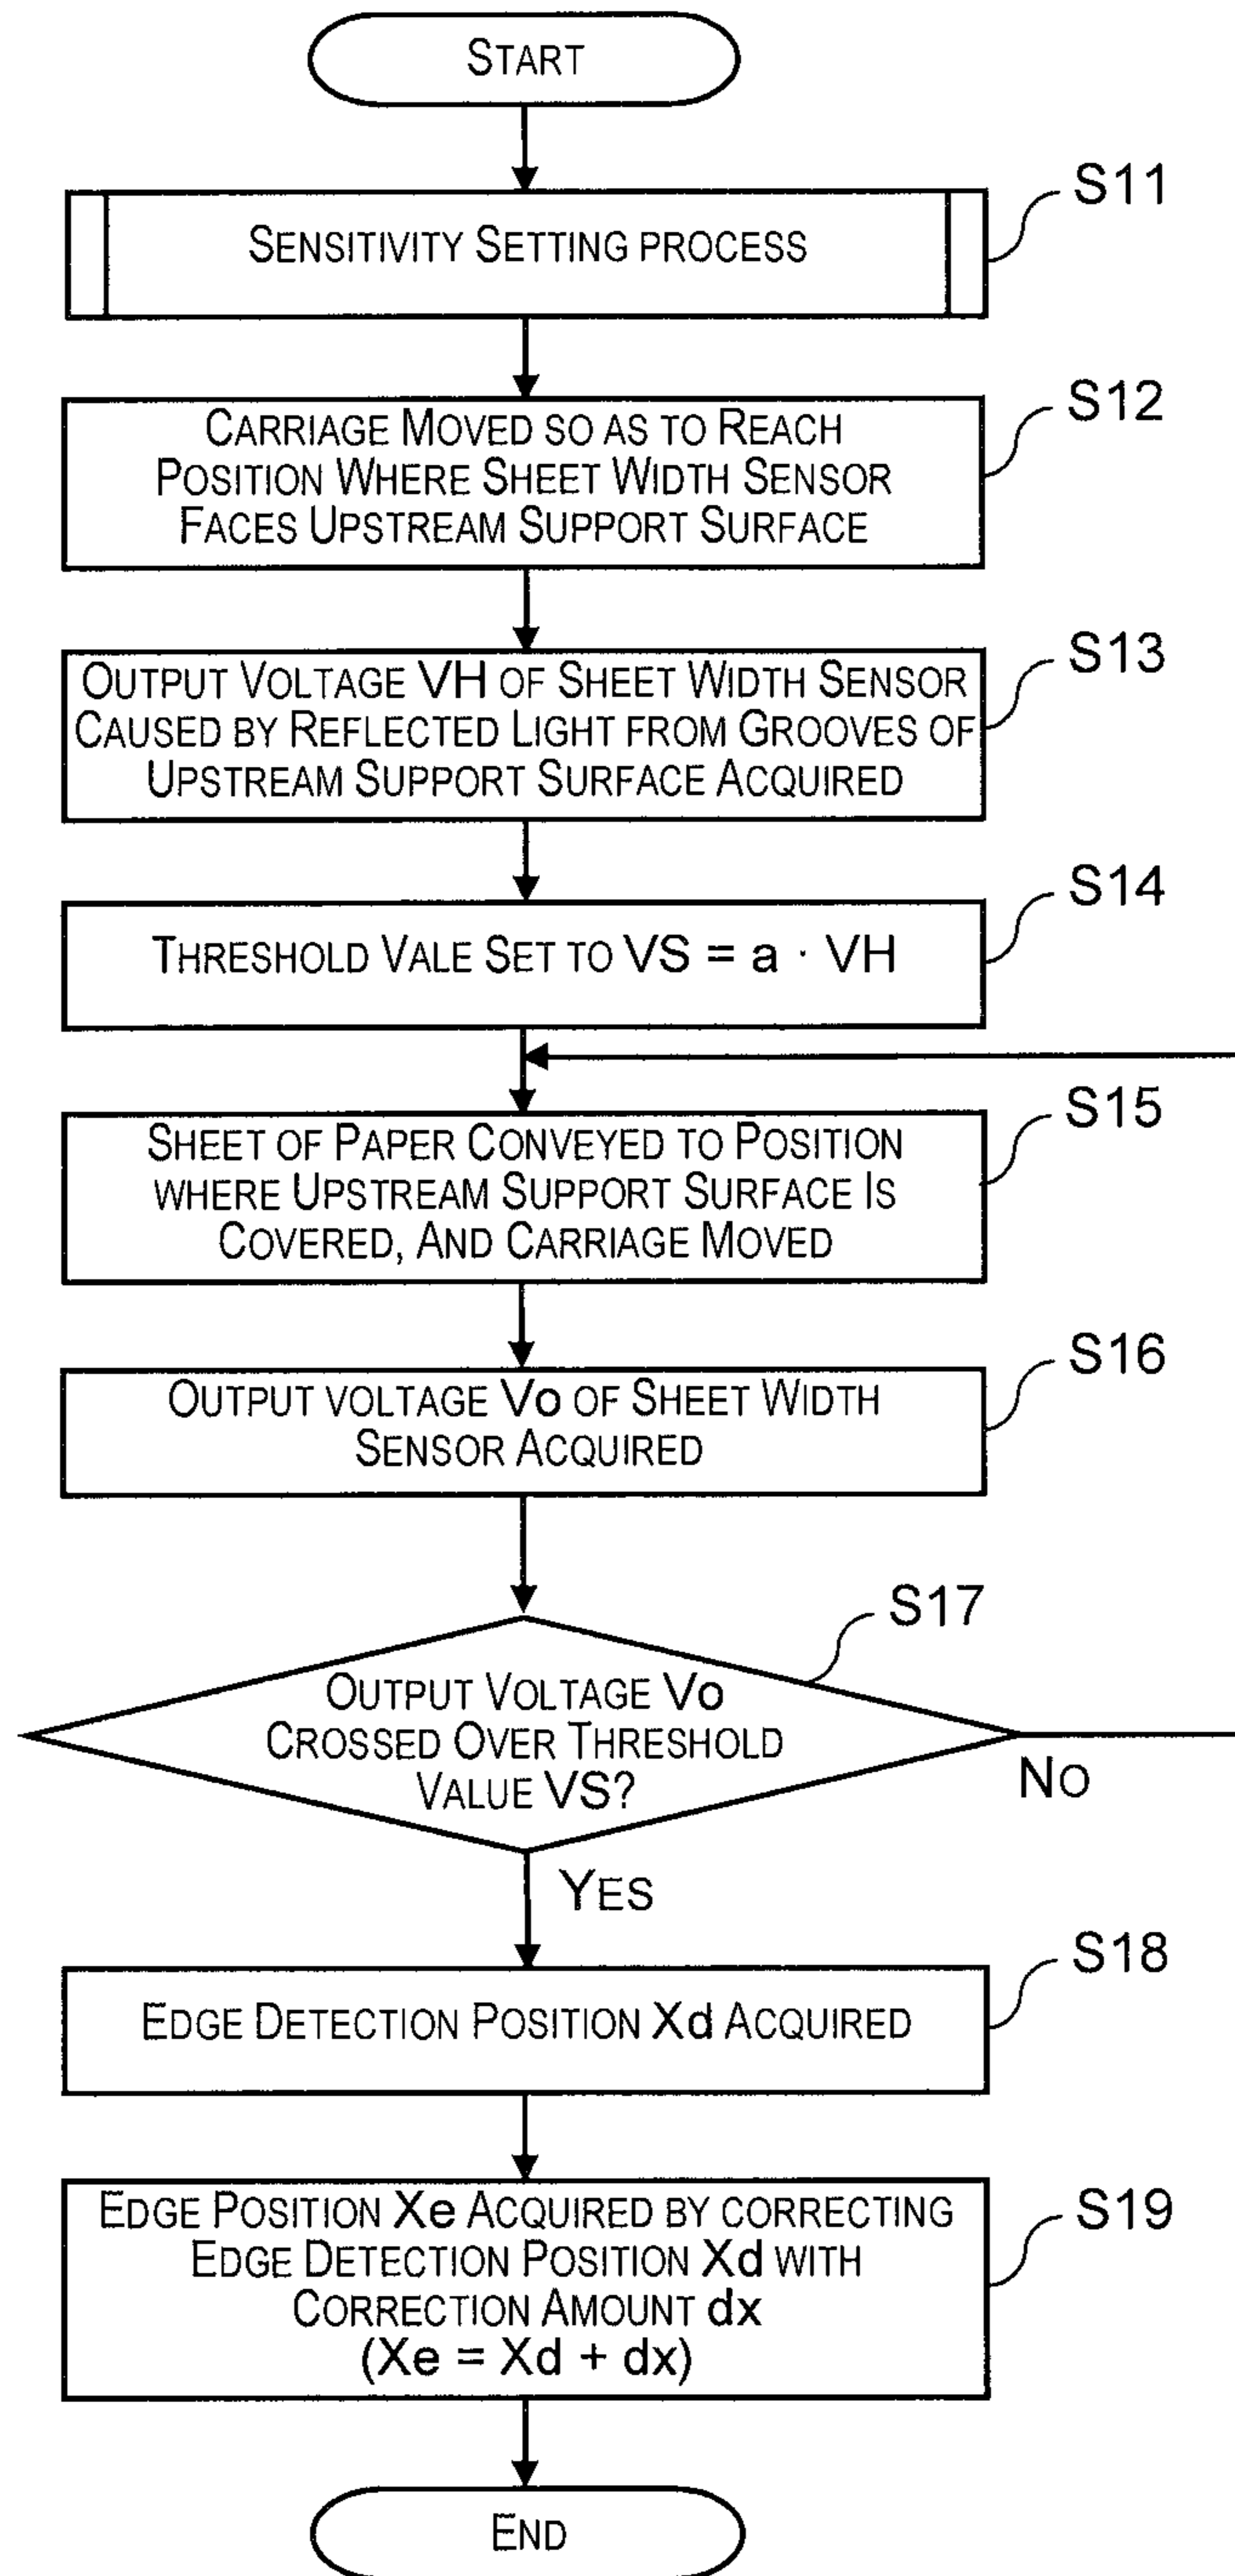 START
S11
SENSITIVITY SETTING PROCESS
S12
CARRIAGE MOVED SO AS TO REACH
POSITION WHERE SHEET WIDTH SENSOR
FACES UPSTREAM SUPPORT SURFACE
S13
OUTPUT VOLTAGE VH OF SHEET WIDTH SENSOR
CAUSED BY REFLECTED LIGHT FROM GROOVES OF
UPSTREAM SUPPORT SURFACE ACQUIRED
S14
THRESHOLD VALE SET TO VS = a · VH
S15
SHEET OF PAPER CONVEYED TO POSITION
WHERE UPSTREAM SUPPORT SURFACE IS
COVERED, AND CARRIAGE MOVED
S16
OUTPUT VOLTAGE Vo OF SHEET WIDTH
SENSOR ACQUIRED
S17
OUTPUT VOLTAGE Vo
CROSSED OVER THRESHOLD
VALUE VS?
NO
YES
S18
EDGE DETECTION POSITION Xd ACQUIRED
S19
EDGE POSITION Xe ACQUIRED BY CORRECTING
EDGE DETECTION POSITION Xd WITH
CORRECTION AMOUNT dx
(Xe = Xd + dx)
END